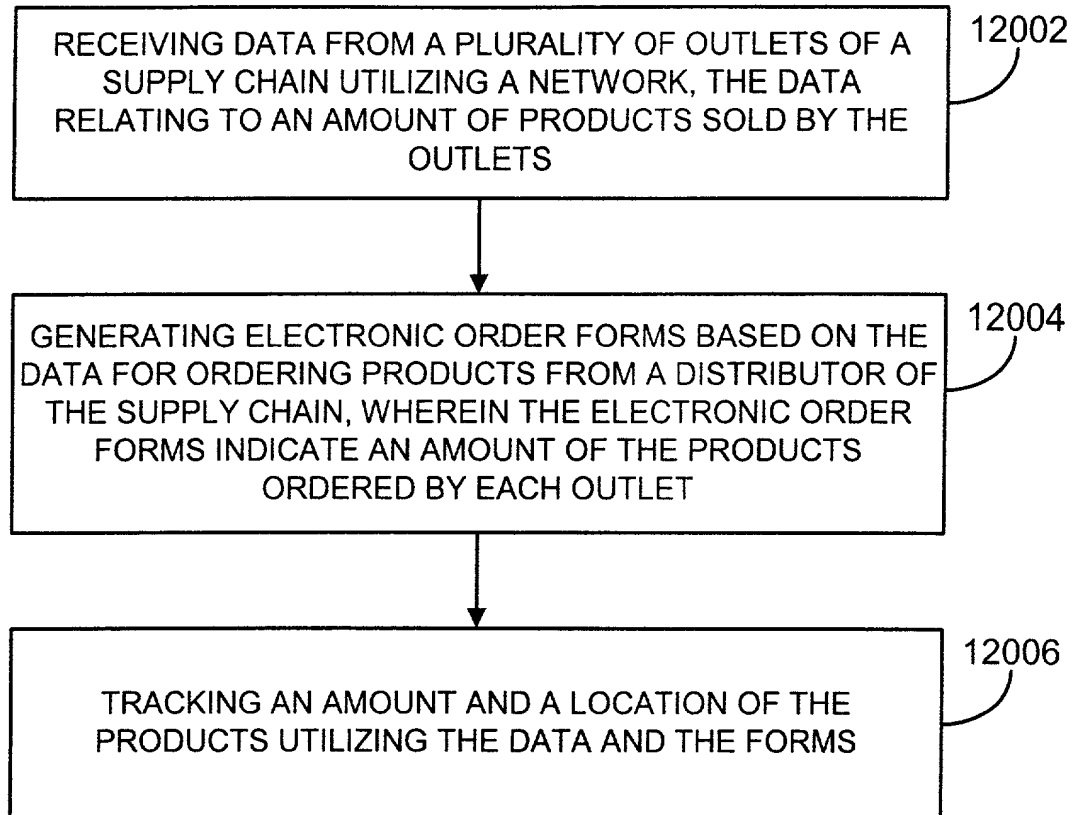 RECEIVING DATA FROM A PLURALITY OF OUTLETS OF A
SUPPLY CHAIN UTILIZING A NETWORK, THE DATA
RELATING TO AN AMOUNT OF PRODUCTS SOLD BY THE
OUTLETS
12002
GENERATING ELECTRONIC ORDER FORMS BASED ON THE
DATA FOR ORDERING PRODUCTS FROM A DISTRIBUTOR OF
THE SUPPLY CHAIN, WHEREIN THE ELECTRONIC ORDER
FORMS INDICATE AN AMOUNT OF THE PRODUCTS
ORDERED BY EACH OUTLET
12004
TRACKING AN AMOUNT AND A LOCATION OF THE
PRODUCTS UTILIZING THE DATA AND THE FORMS
12006